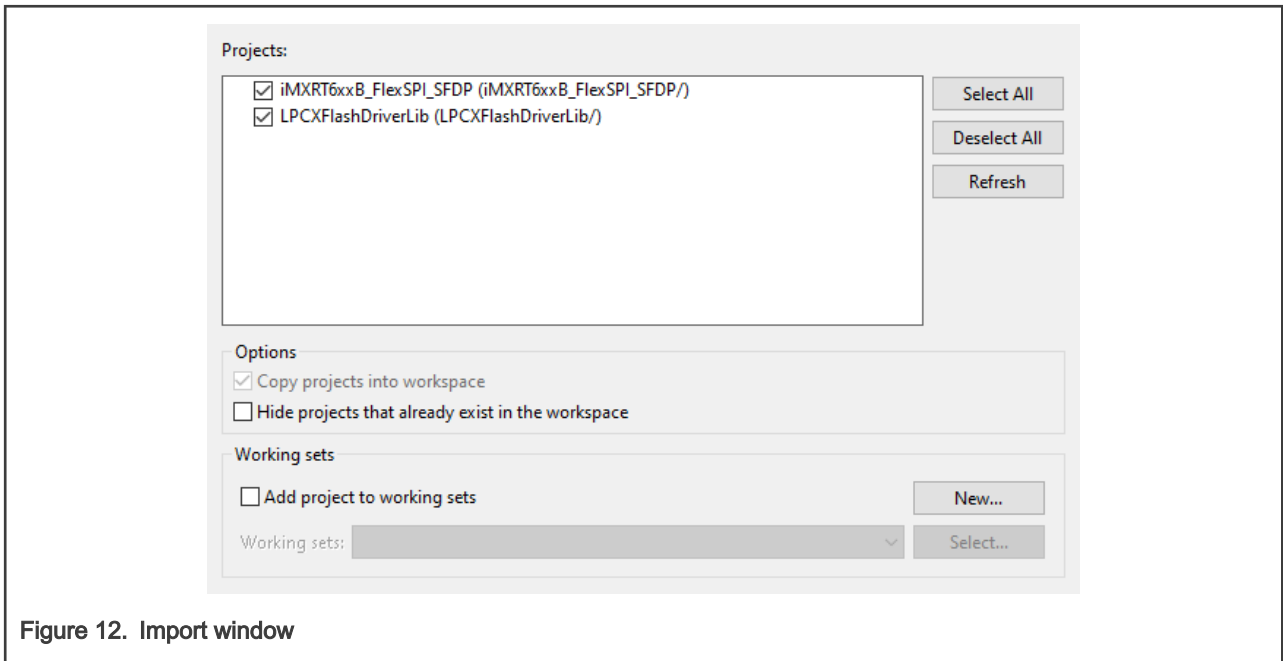 Projects:
iMXRT6xxB_FlexSPI_SFDP (iMXRT6xxB_FlexSPI_SFDP/)
LPCXFlashDriverLib (LPCXFlashDriverLib/)
Select All
Deselect All
Refresh
Options
Copy projects into workspace
Hide projects that already exist in the workspace
Working sets
Add project to working sets
New...
Working sets:
Select...
Figure 12. Import window